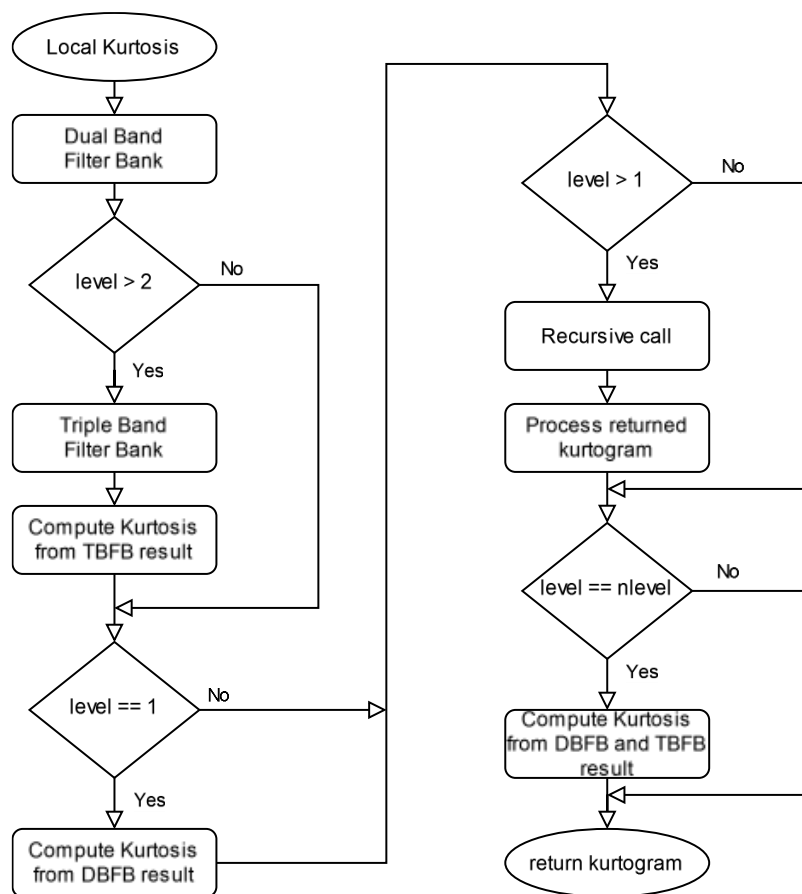 Local Kurtosis
Dual Band
Filter Bank
level > 2
No
Yes
Triple Band
Filter Bank
Compute Kurtosis
from TBFB result
level == 1
No
Yes
Compute Kurtosis
from DBFB result
level > 1
No
Yes
Recursive call
Process returned
kurtogram
level == nlevel
No
Yes
Compute Kurtosis
from DBFB and TBFB
result
return kurtogram